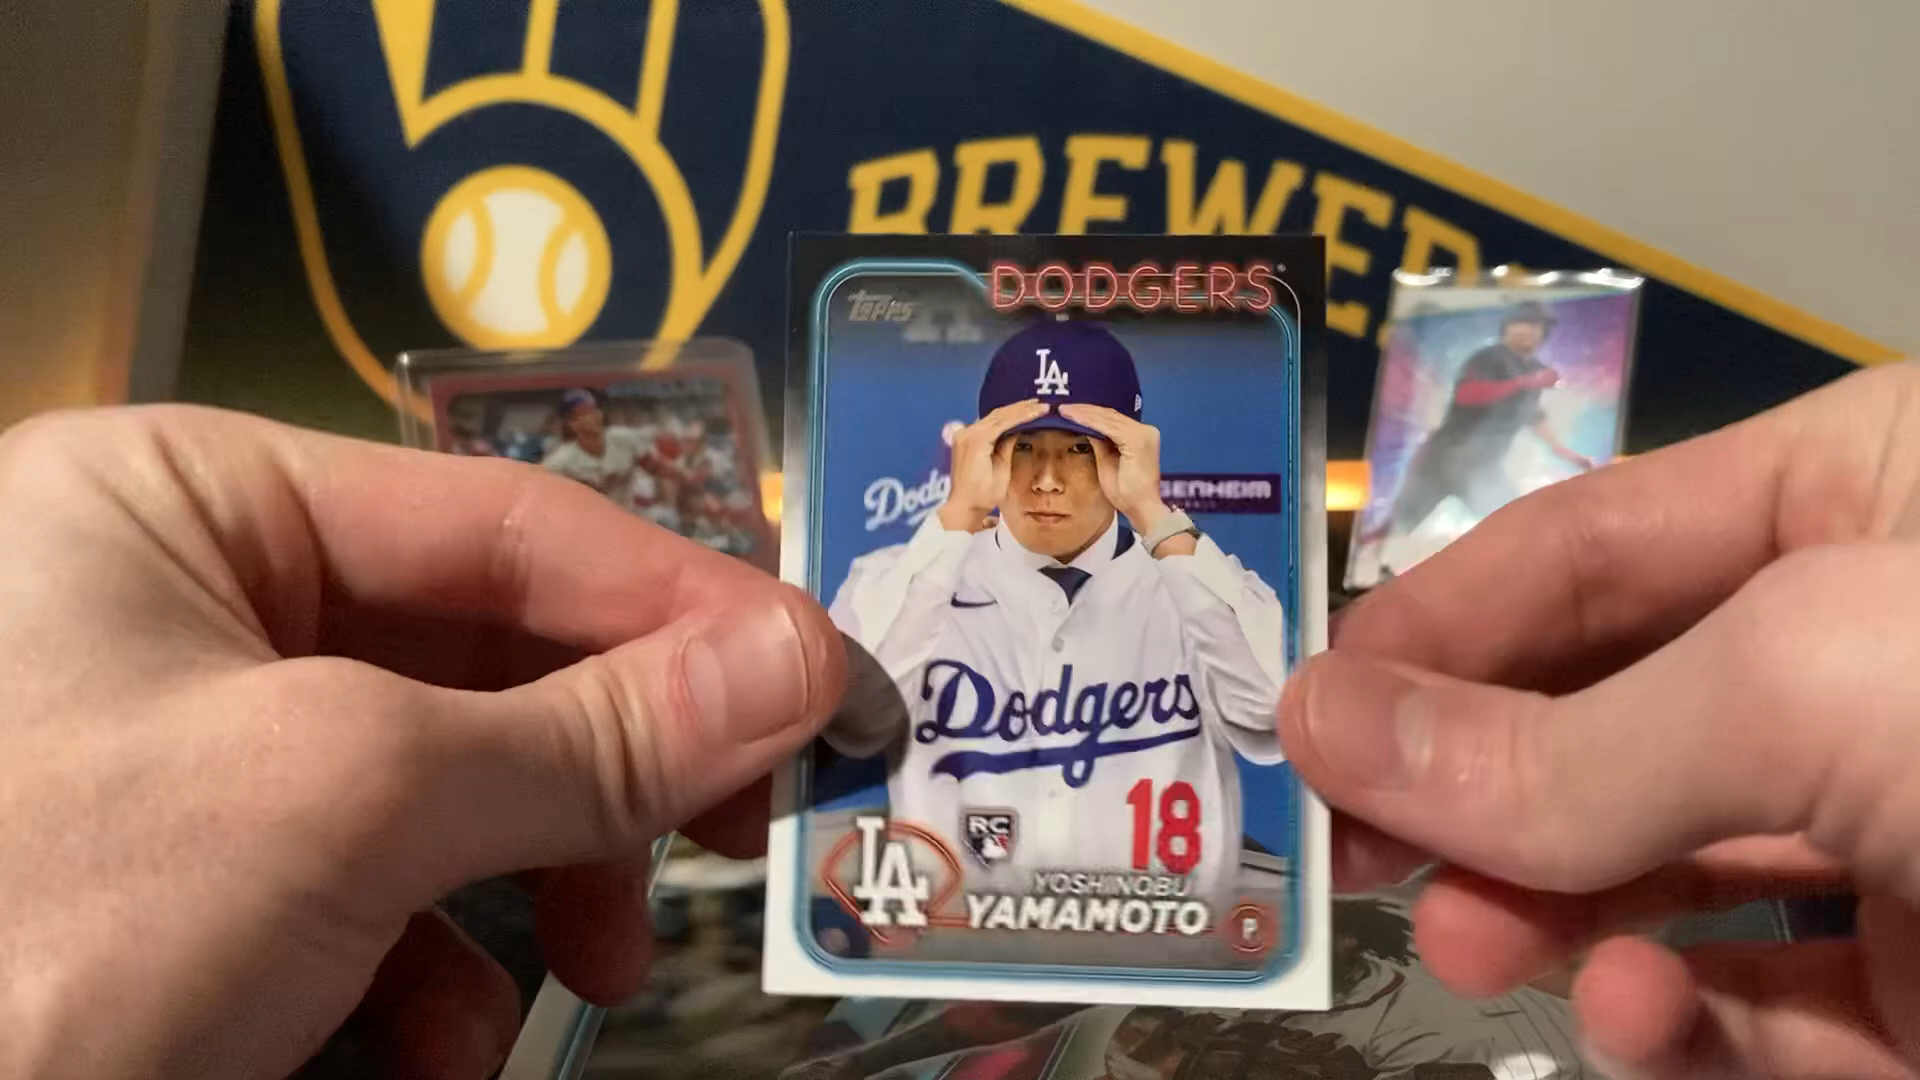 BREWER
DODGERS
Topps
LA
Dodg
GENHEIM
Dodgers
18
RC
LA
YOSHINOBU
YAMAMOTO
P